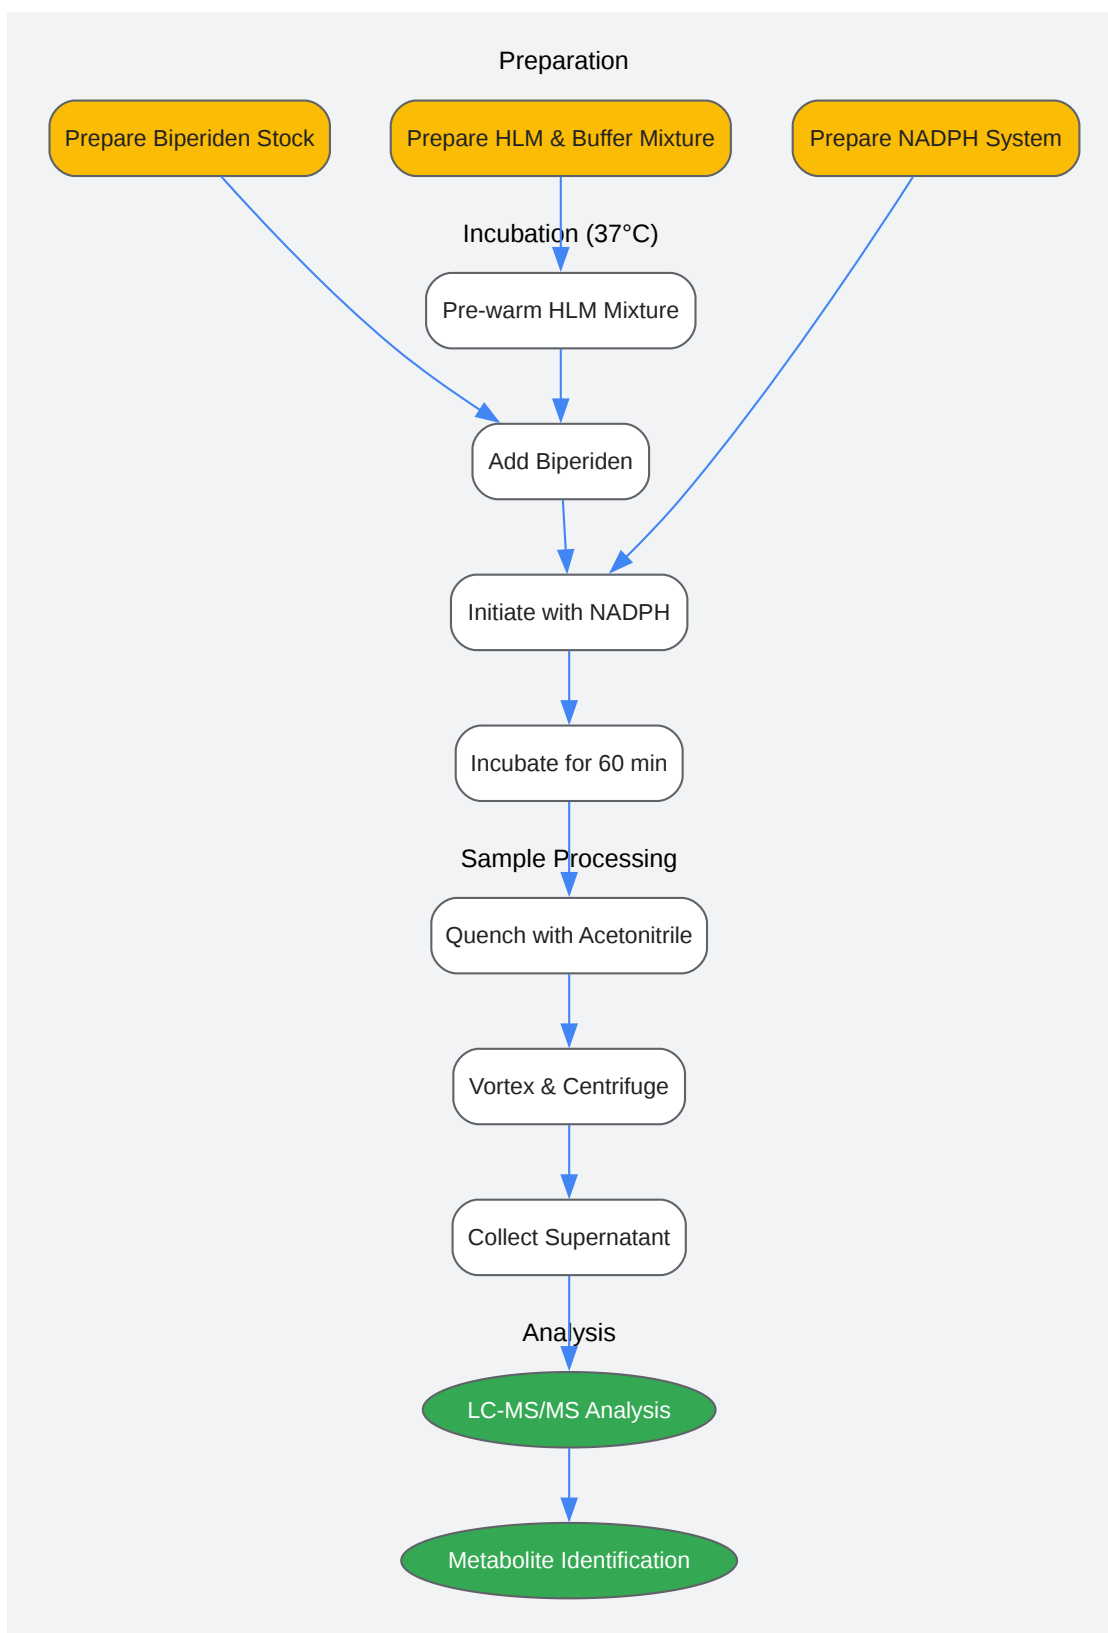 Preparation
Prepare Biperiden Stock
Prepare HLM & Buffer Mixture
Prepare NADPH System
Incubation (37°C)
Pre-warm HLM Mixture
Add Biperiden
Initiate with NADPH
Incubate for 60 min
Sample Processing
Quench with Acetonitrile
Vortex & Centrifuge
Collect Supernatant
Analysis
LC-MS/MS Analysis
Metabolite Identification